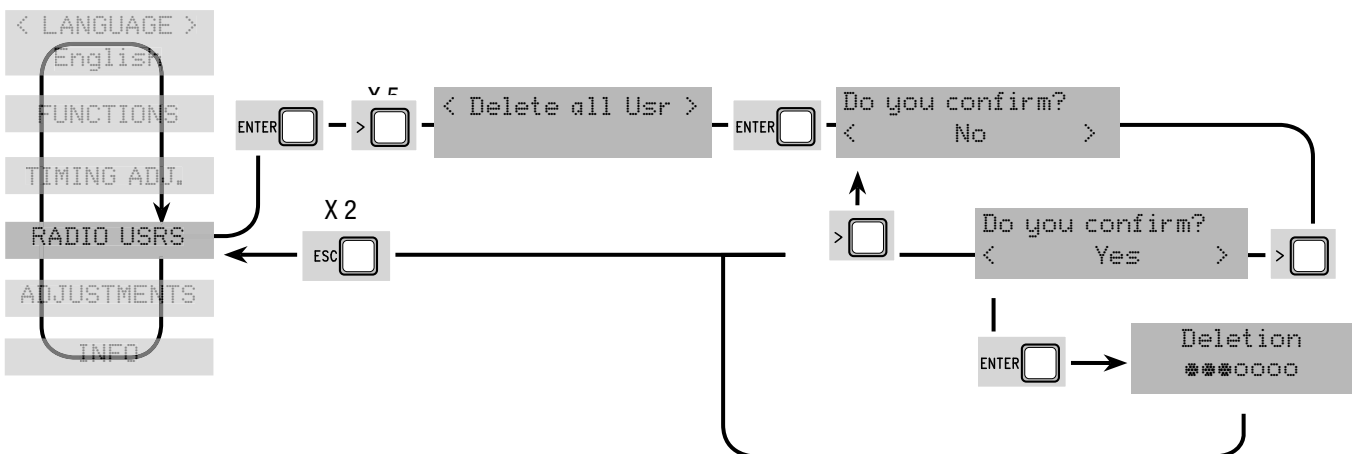 < LANGUAGE >
English
FUNCTIONS
TIMING ADJ.
RADIO USRS
ADJUSTMENTS
INFO
ENTER
>
< Delete all Usr >
ENTER
Do you confirm?
< No >
X 2
ESC
>
Do you confirm?
< Yes >
>
ENTER
Deletion